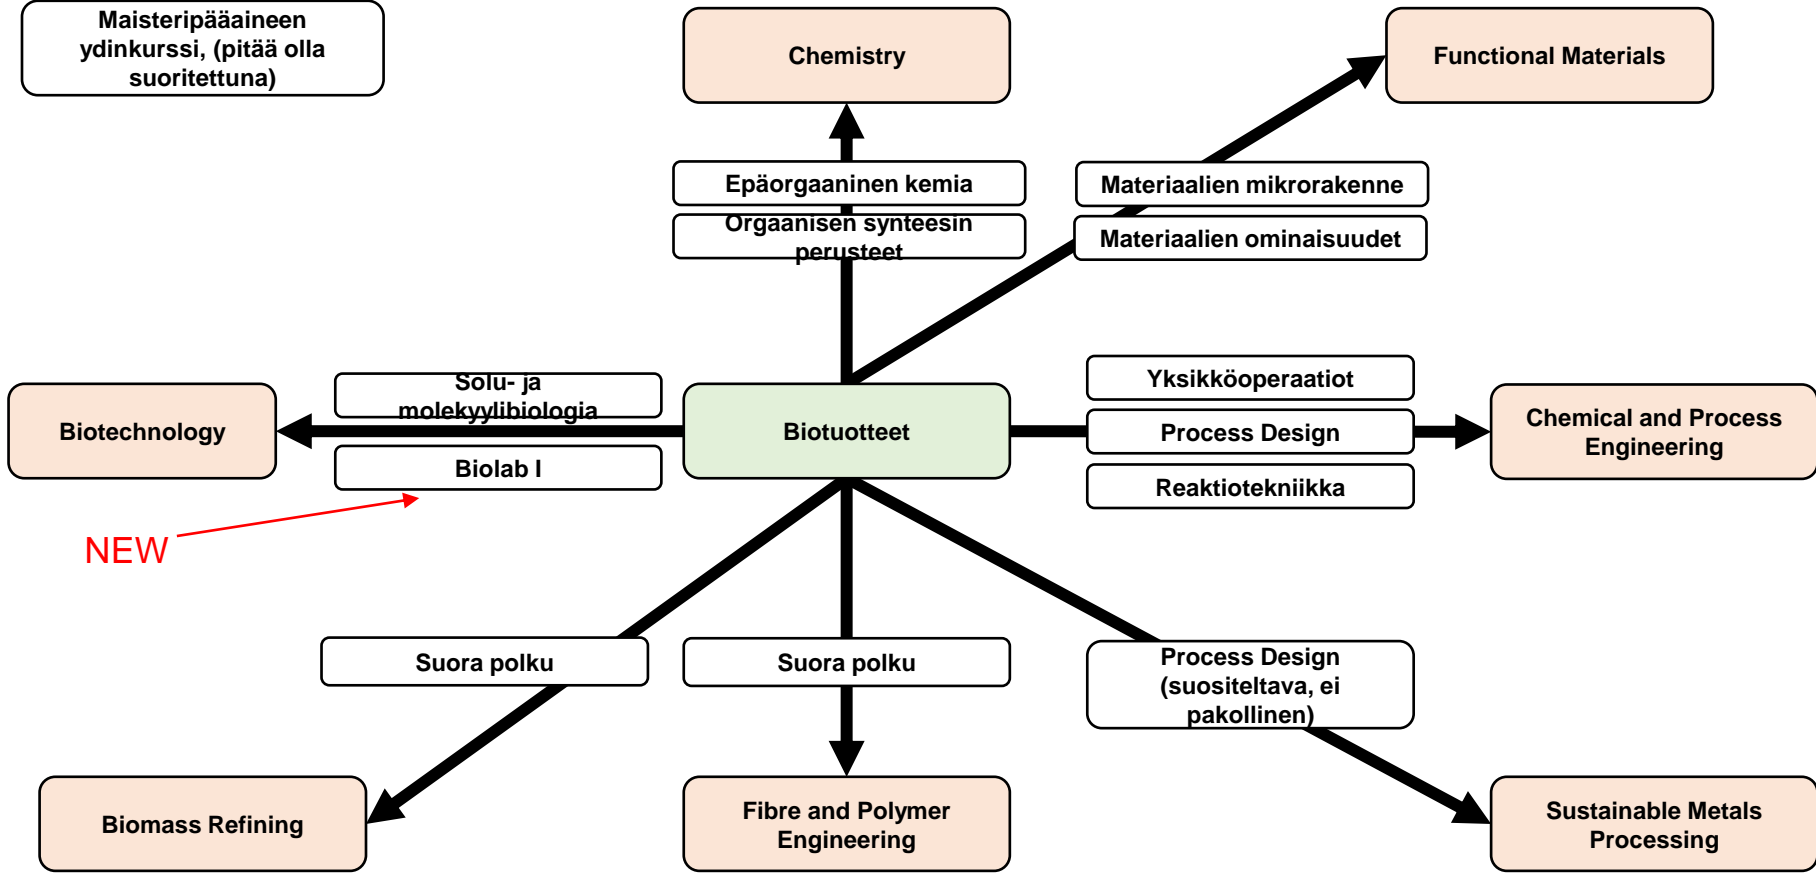 Maisteripääaineen
ydinkurssi, (pitää olla
suoritettuna)
Chemistry
Functional Materials
Epäorgaaninen kemia
Orgaanisen synteesin
perusteet
Materiaalien mikrorakenne
Materiaalien ominaisuudet
Biotechnology
Solu- ja
molekyylibiologia
Biolab I
NEW
Biotuotteet
Yksikköoperaatiot
Process Design
Reaktiotekniikka
Chemical and Process
Engineering
Suora polku
Suora polku
Process Design
(suositeltava, ei
pakollinen)
Biomass Refining
Fibre and Polymer
Engineering
Sustainable Metals
Processing